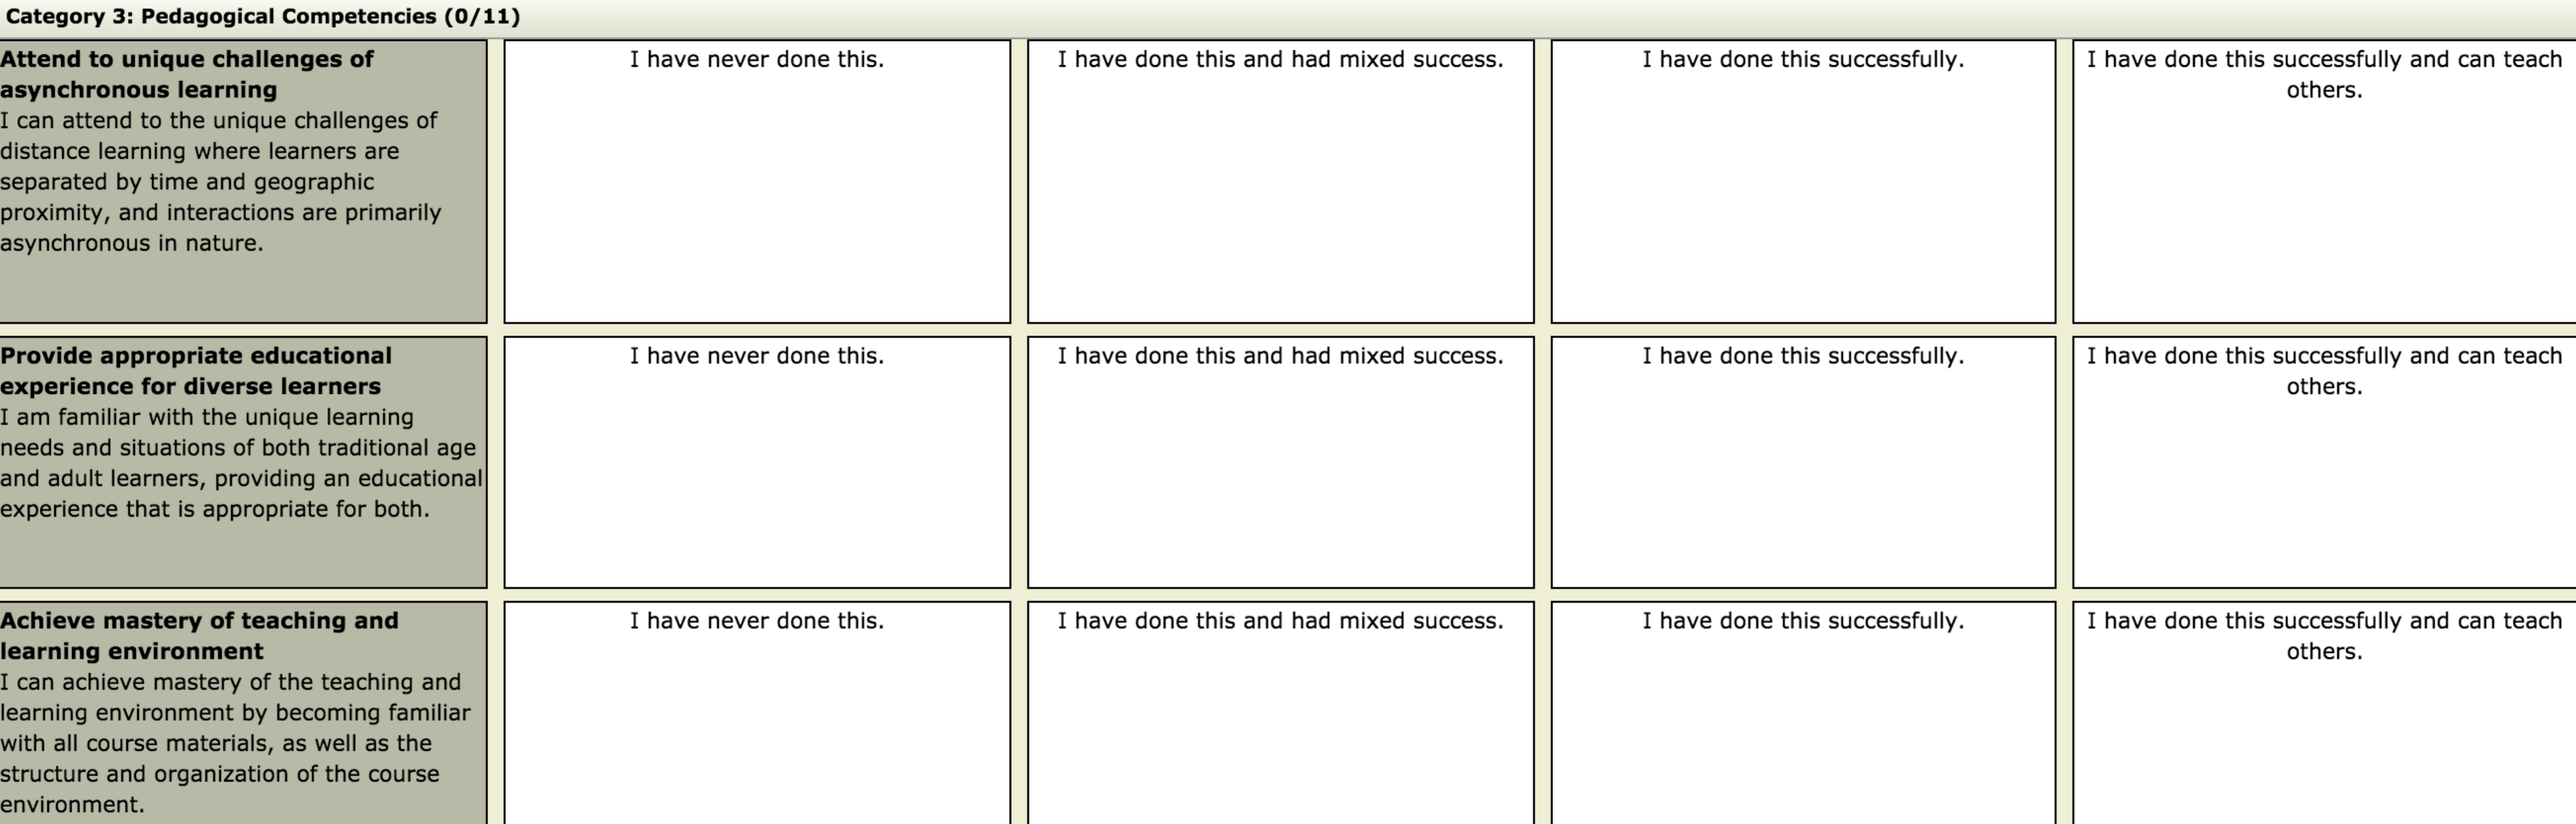 Category 3: Pedagogical Competencies (0/11)
Attend to unique challenges of
asynchronous learning
I can attend to the unique challenges of
distance learning where learners are
separated by time and geographic
proximity, and interactions are primarily
asynchronous in nature.
I have never done this.
I have done this and had mixed success.
I have done this successfully.
I have done this successfully and can teach
others.
Provide appropriate educational
experience for diverse learners
I am familiar with the unique learning
needs and situations of both traditional age
and adult learners, providing an educational
experience that is appropriate for both.
I have never done this.
I have done this and had mixed success.
I have done this successfully.
I have done this successfully and can teach
others.
Achieve mastery of teaching and
learning environment
I can achieve mastery of the teaching and
learning environment by becoming familiar
with all course materials, as well as the
structure and organization of the course
environment.
I have never done this.
I have done this and had mixed success.
I have done this successfully.
I have done this successfully and can teach
others.